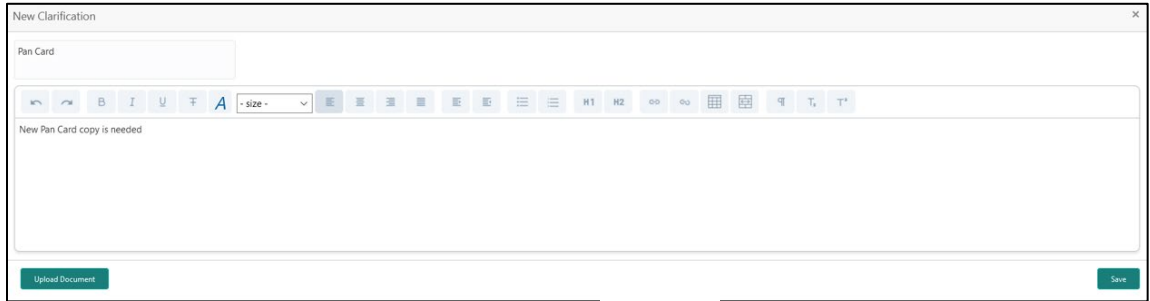 New Clarification ×
Pan Card
B I U T A - size - H1 H2 ¶ T T
New Pan Card copy is needed
Upload Document Save